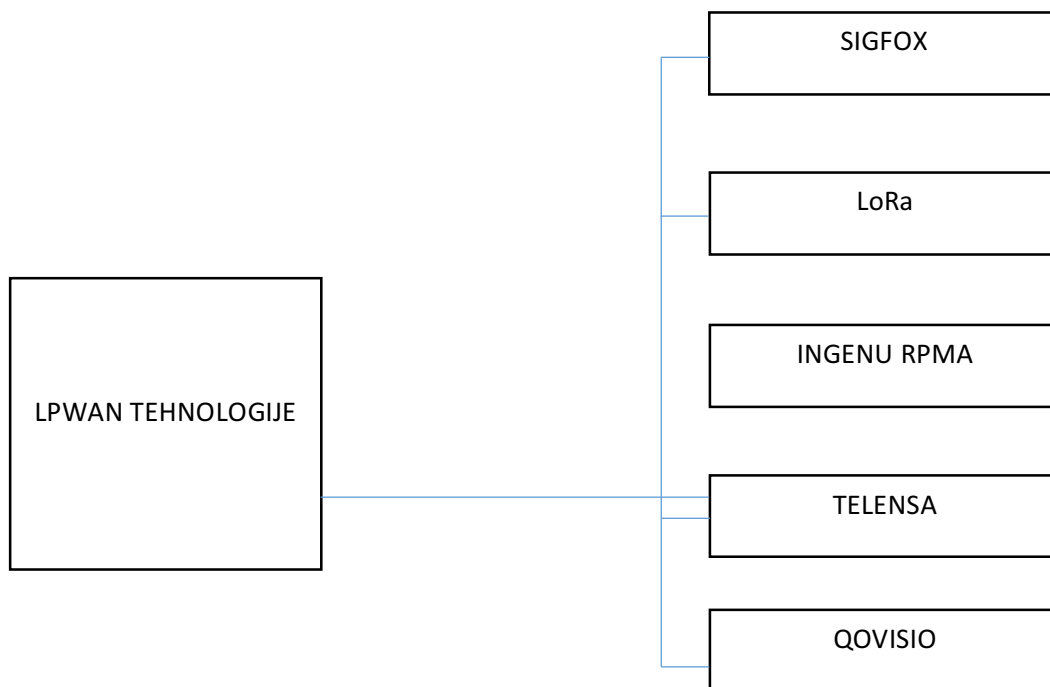 LPWAN TEHNOLOGIJE
SIGFOX
LoRa
INGENU RPMA
TELENSA
QOVISIO